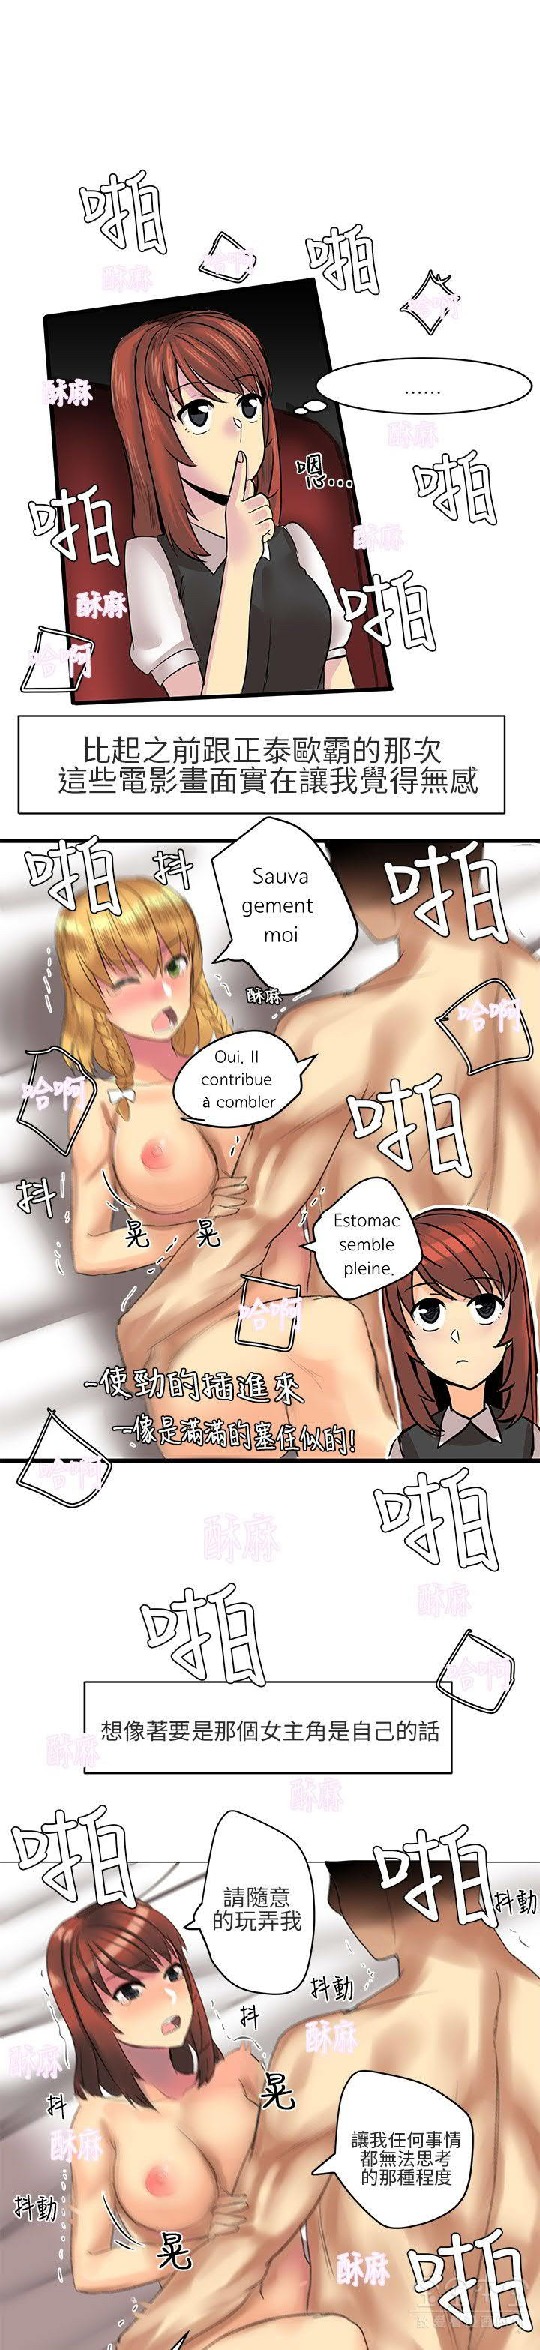 啪
酥麻
哈啊
啪
哈啊
酥麻
......
酥麻
嗯...
啪
啪
酥麻
酥麻
啪
哈啊
比起之前跟正泰歐霸的那次
這些電影畫面實在讓我覺得無感
啪
抖
Sauva
gement
moi
啪
酥麻
哈啊
Oui, Il
contribue
à combler
哈啊
啪
抖
晃
晃
Estomac
semble
pleine.
哈啊
使勁的插進來
像是滿滿的塞住似的!
哈啊
啪
酥麻
酥麻
啪
哈啊
想像著要是那個女主角是自己的話
酥麻
酥麻
啪
請隨意
的玩弄我
啪
抖動
抖動
抖
酥麻
酥麻
晃
抖
酥麻
讓我任何事情
都無法思考
的那種程度
抖動
晃
酥麻
啪